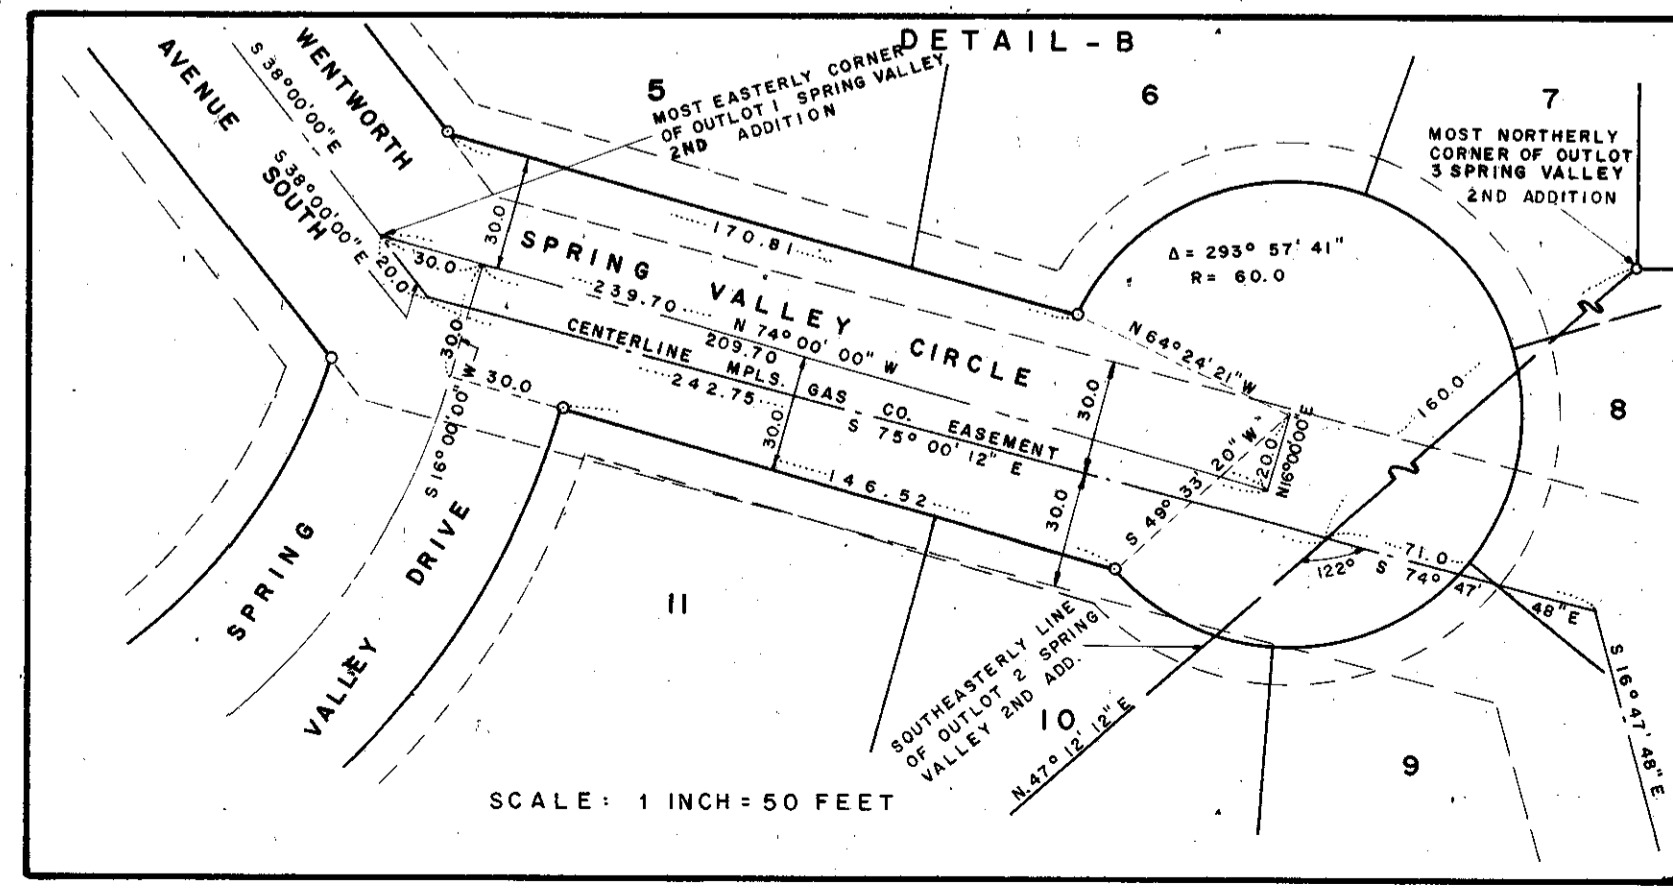 DETAIL - B
AVENUE
SOUTH
WENTWORTH
S 38° 00' 00" E
S 38° 00' 00" E
5
MOST EASTERLY CORNER
OF OUTLOT 1 SPRING VALLEY
2ND ADDITION
6
7
MOST NORTHERLY
CORNER OF OUTLOT
3 SPRING VALLEY
2ND ADDITION
30.0
20.0
30.0
170.81
SPRING VALLEY CIRCLE
239.70
N 74° 00' 00" W
209.70
CENTERLINE MPLS. GAS CO. EASEMENT
242.75
S 75° 00' 12" E
30.0
30.0
S 16° 00' 00" W
30.0
30.0
30.0
146.52
Δ = 293° 57' 41"
R = 60.0
N 64° 24' 21" W
160.0
20.0
N 16° 00' 00" E
S 49° 33' 20" W
8
71.0
122°
S 74° 47' 48" E
S 16° 47' 48" E
SPRING
VALLEY DRIVE
11
SOUTHEASTERLY LINE
OF OUTLOT 2 SPRING
VALLEY 2ND ADD.
10
N. 47° 12' 12" E
9
SCALE: 1 INCH = 50 FEET